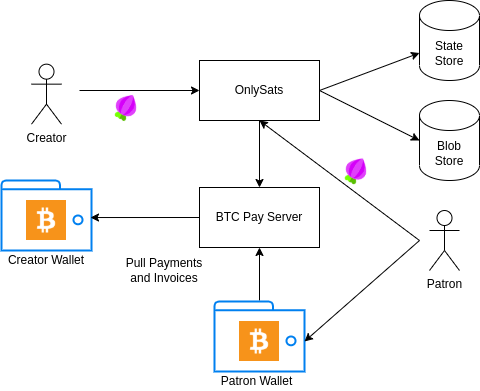 State
Store
OnlySats
Creator
Blob
Store
BTC Pay Server
Creator Wallet
Pull Payments
and Invoices
Patron
Patron Wallet